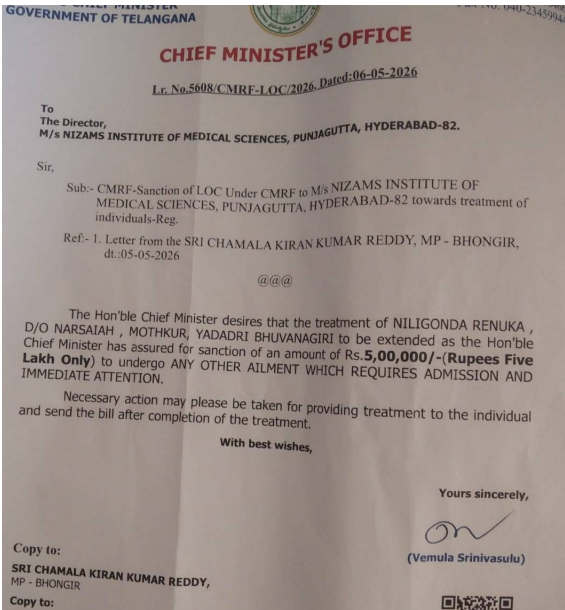 CHIEF MINISTER
GOVERNMENT OF TELANGANA
040-2345994
CHIEF MINISTER'S OFFICE
Lr. No.5608/CMRF-LOC/2026, Dated:06-05-2026
To
The Director,
M/s NIZAMS INSTITUTE OF MEDICAL SCIENCES, PUNJAGUTTA, HYDERABAD-82.
Sir,
Sub:- CMRF-Sanction of LOC Under CMRF to M/s NIZAMS INSTITUTE OF
MEDICAL SCIENCES, PUNJAGUTTA, HYDERABAD-82 towards treatment of
individuals-Reg.
Ref:- 1. Letter from the SRI CHAMALA KIRAN KUMAR REDDY, MP - BHONGIR,
dt.:05-05-2026
@@@
The Hon'ble Chief Minister desires that the treatment of NILIGONDA RENUKA ,
D/O NARSAIAH , MOTHKUR, YADADRI BHUVANAGIRI to be extended as the Hon'ble
Chief Minister has assured for sanction of an amount of Rs.5,00,000/-(Rupees Five
Lakh Only) to undergo ANY OTHER AILMENT WHICH REQUIRES ADMISSION AND
IMMEDIATE ATTENTION.
Necessary action may please be taken for providing treatment to the individual
and send the bill after completion of the treatment.
With best wishes,
Yours sincerely,
(Vemula Srinivasulu)
Copy to:
SRI CHAMALA KIRAN KUMAR REDDY,
MP - BHONGIR
Copy to: